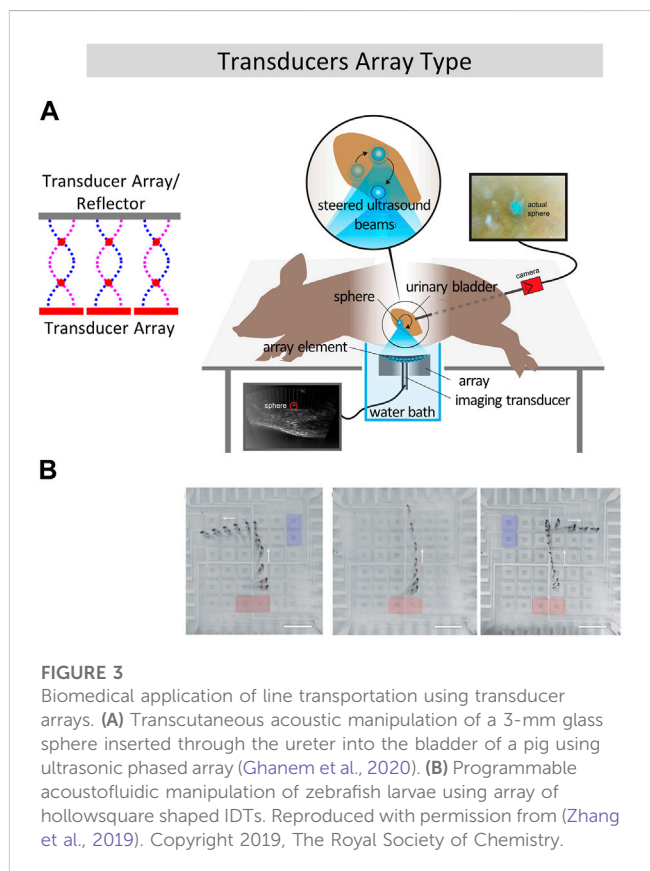 Transducers Array Type
A
Transducer Array/
Reflector
Transducer Array
steered ultrasound
beams
actual
sphere
camera
sphere
urinary bladder
array element
array
imaging transducer
water bath
sphere
B
FIGURE 3
Biomedical application of line transportation using transducer
arrays. (A) Transcutaneous acoustic manipulation of a 3-mm glass
sphere inserted through the ureter into the bladder of a pig using
ultrasonic phased array (Ghanem et al., 2020). (B) Programmable
acoustofluidic manipulation of zebrafish larvae using array of
hollowsquare shaped IDTs. Reproduced with permission from (Zhang
et al., 2019). Copyright 2019, The Royal Society of Chemistry.